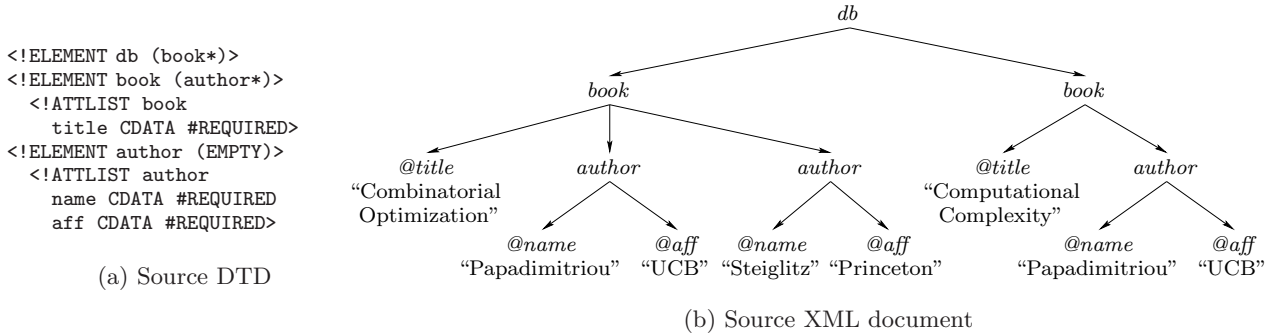 <!ELEMENT db (book*)>
<!ELEMENT book (author*)>
<!ATTLIST book
title CDATA #REQUIRED>
<!ELEMENT author (EMPTY)>
<!ATTLIST author
name CDATA #REQUIRED
aff CDATA #REQUIRED>
(a) Source DTD
db
book book
@title author author @title author
“Combinatorial “Computational
Optimization” Complexity”
@name @aff @name @aff @name @aff
“Papadimitriou” “UCB” “Steiglitz” “Princeton” “Papadimitriou” “UCB”
(b) Source XML document